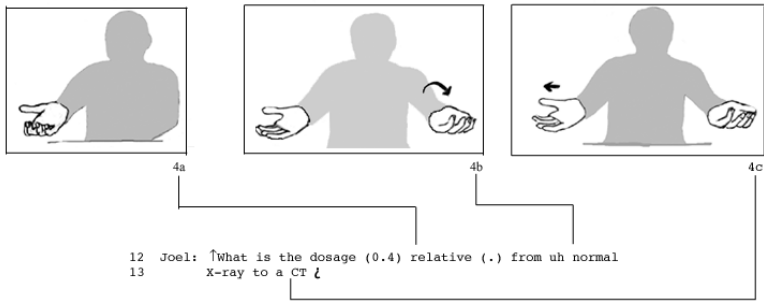 4a 4b 4c
12 Joel: ↑What is the dosage (0.4) relative (.) from uh normal
13 X-ray to a CT ¿